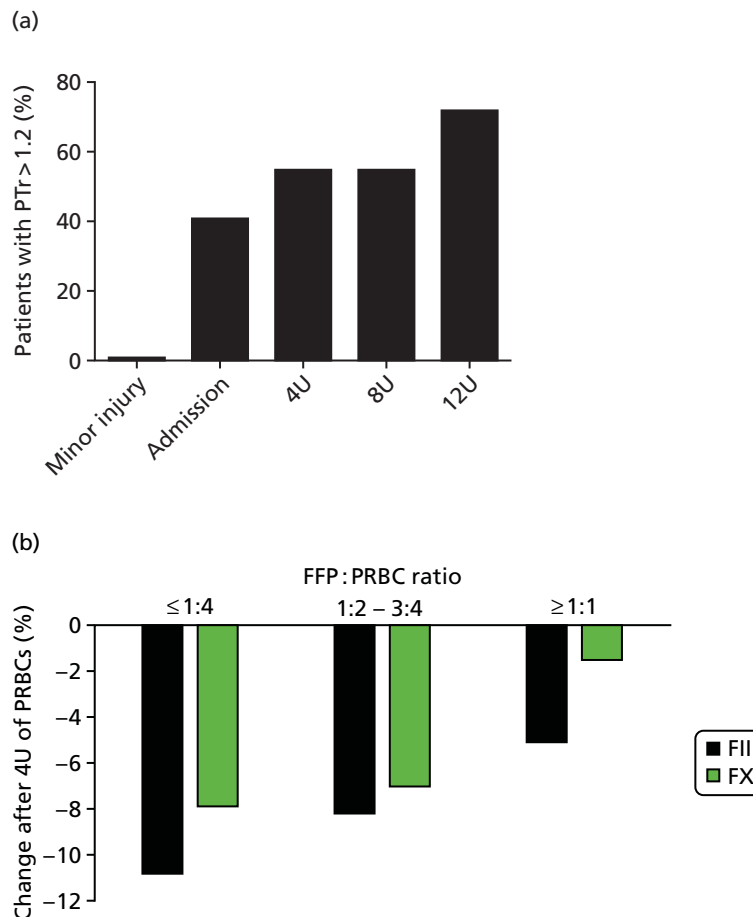 (a)
Patients with PTr > 1.2 (%)
80
60
40
20
0
Minor injury
Admission
4U
8U
12U
(b)
FFP : PRBC ratio
≤ 1:4
1:2 – 3:4
≥ 1:1
Change after 4U of PRBCs (%)
0
−2
−4
−6
−8
−10
−12
FII
FX